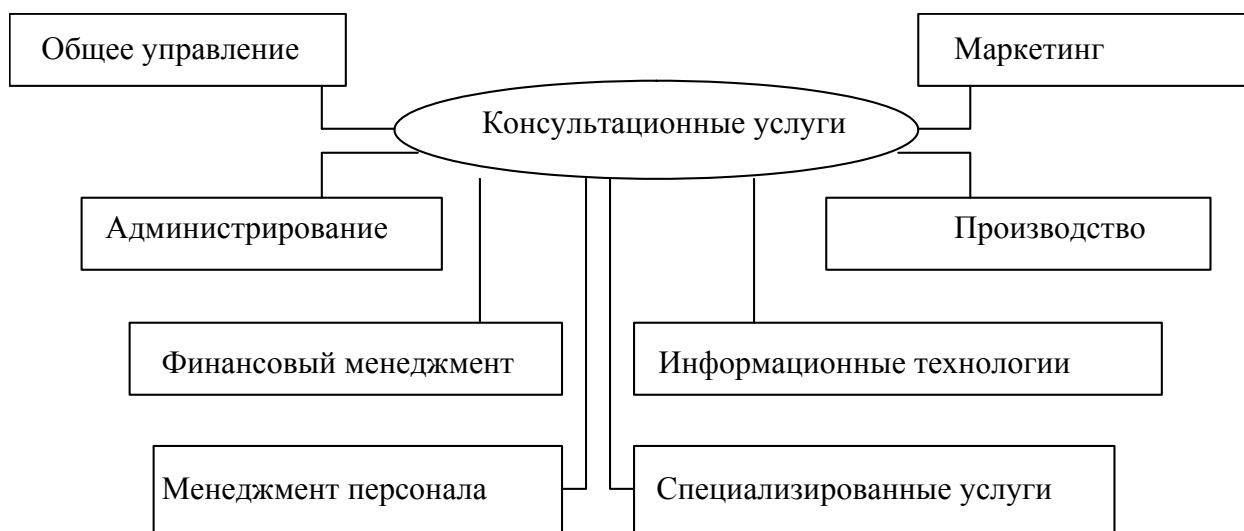 Общее управление
Маркетинг
Консультационные услуги
Администрирование
Производство
Финансовый менеджмент
Информационные технологии
Менеджмент персонала
Специализированные услуги